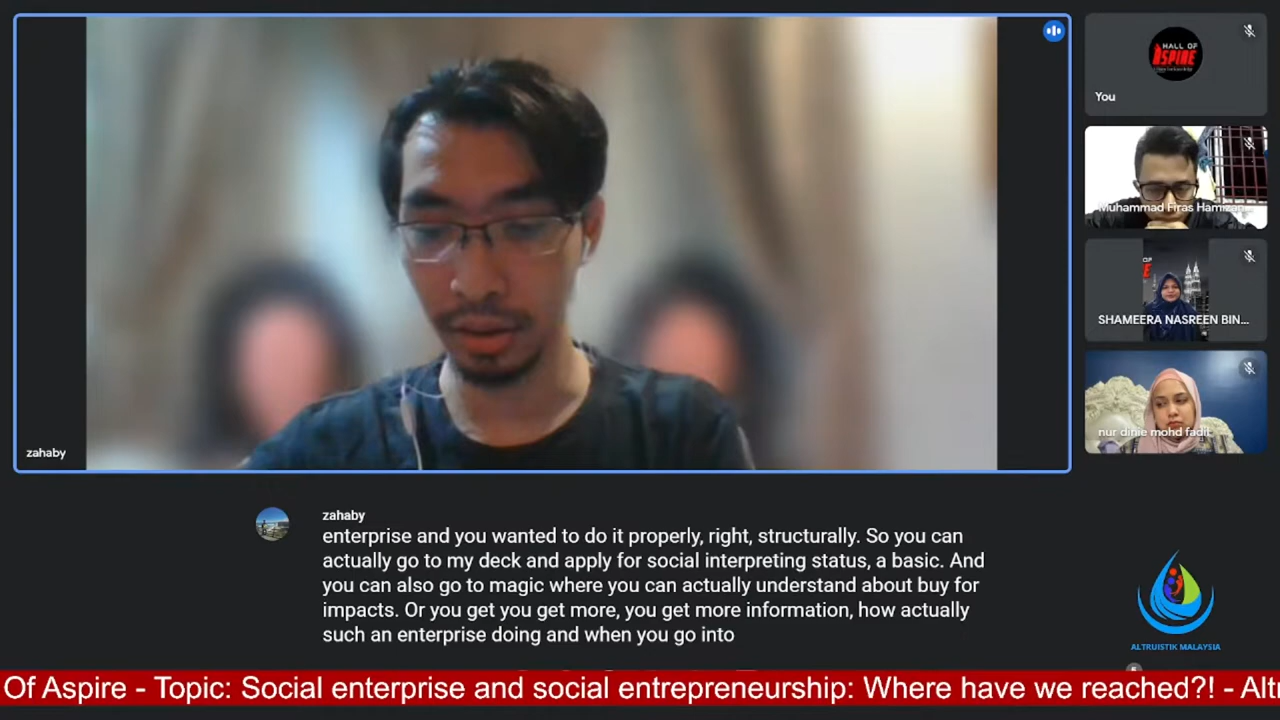 HALL OF
ASPIRE
You
Muhammad Firas Hamizan...
SHAMEERA NASREEN BIN...
nur dinie mohd fadil
zahaby
zahaby
enterprise and you wanted to do it properly, right, structurally. So you can
actually go to my deck and apply for social interpreting status, a basic. And
you can also go to magic where you can actually understand about buy for
impacts. Or you get you get more, you get more information, how actually
such an enterprise doing and when you go into
ALTRUISTIK MALAYSIA
Of Aspire - Topic: Social enterprise and social entrepreneurship: Where have we reached?! - Altr